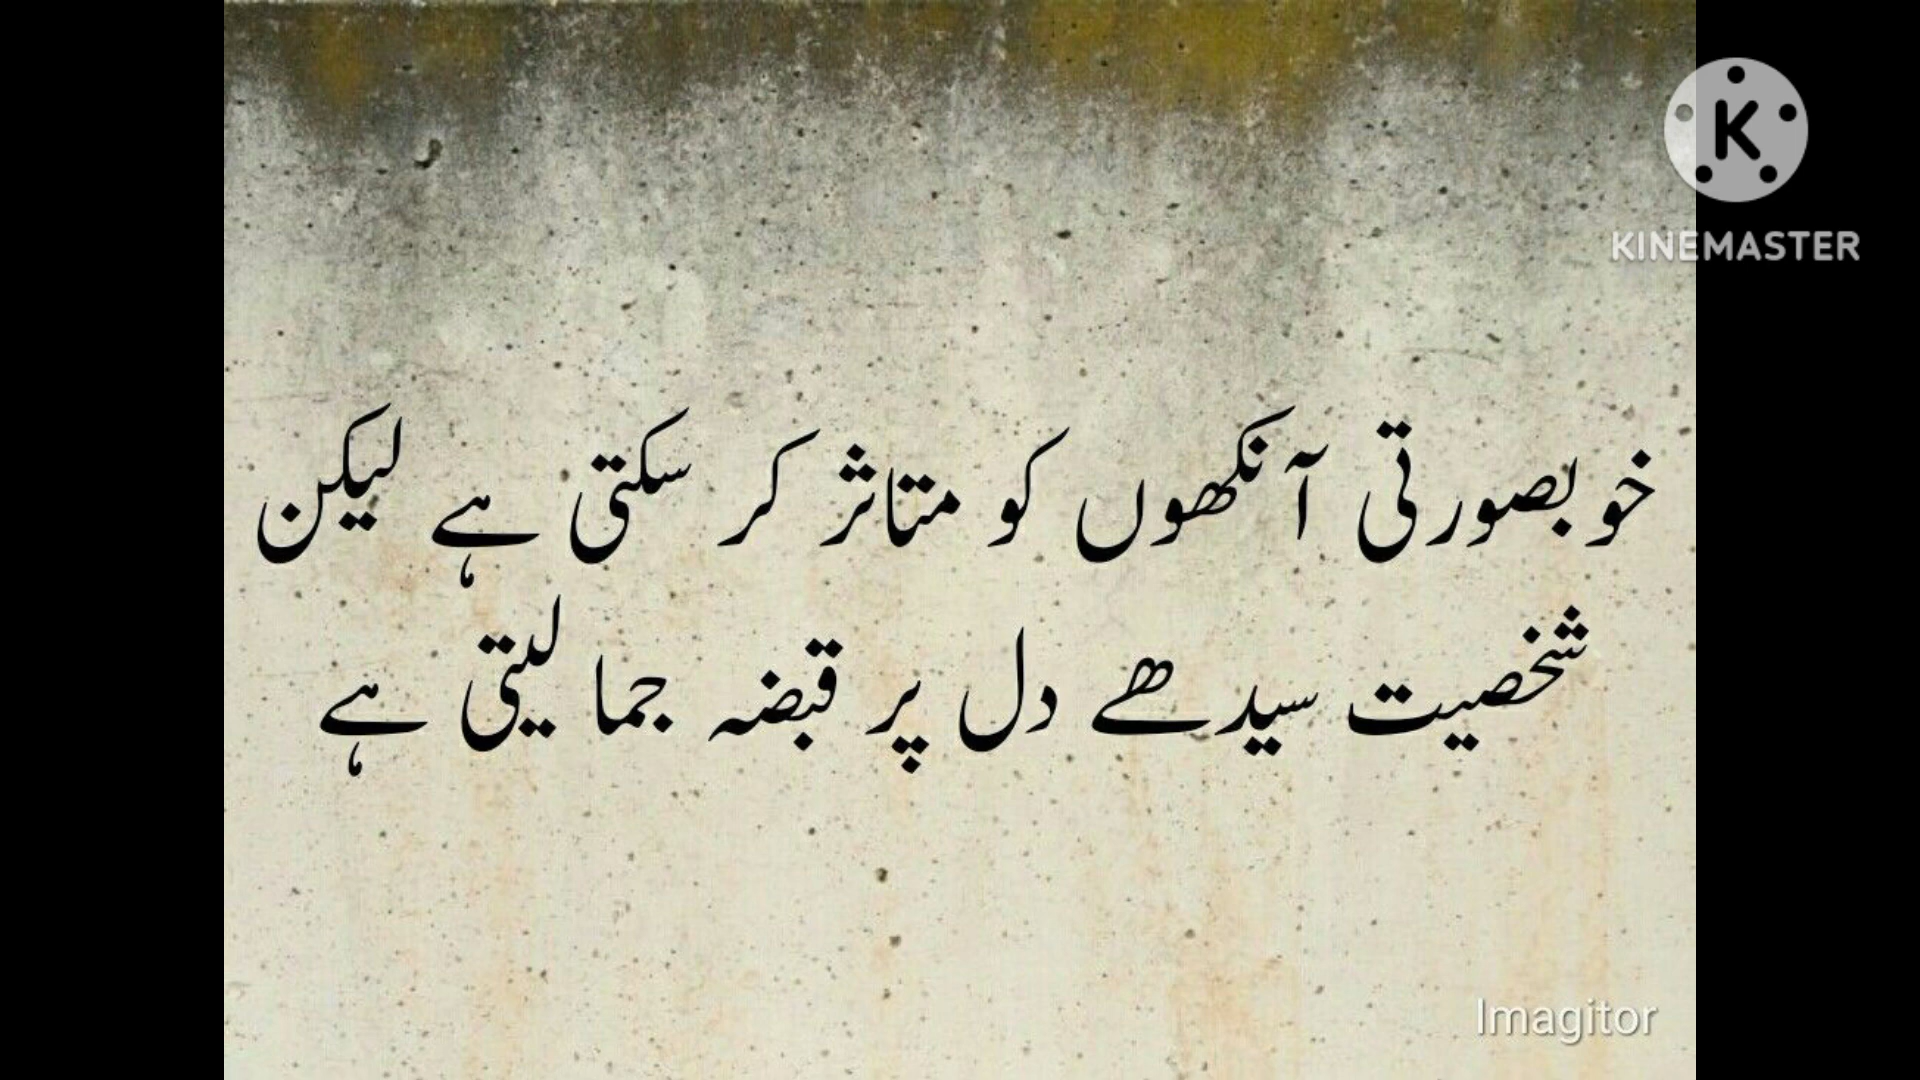 K
KINEMASTER
خوبصورتی آنکھوں کو متاثر کر سکتی ہے لیکن
شخصیت سیدھے دل پر قبضہ جما لیتی ہے
Imagitor